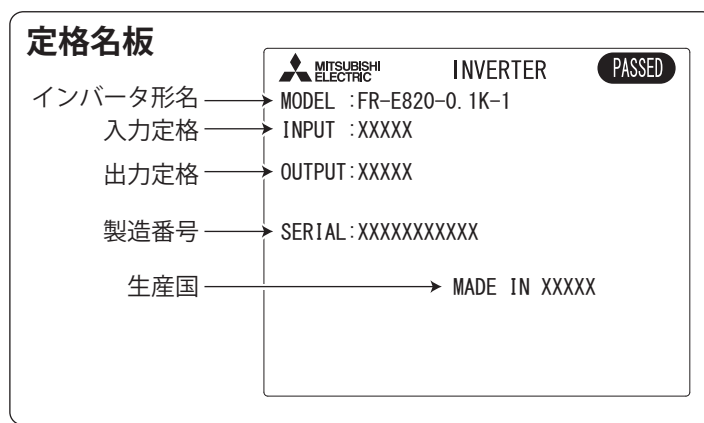 定格名板
MITSUBISHI
ELECTRIC
INVERTER
PASSED
インバータ形名
MODEL :FR-E820-0.1K-1
入力定格
INPUT :XXXXX
出力定格
OUTPUT:XXXXX
製造番号
SERIAL:XXXXXXXXXXX
生産国
MADE IN XXXXX